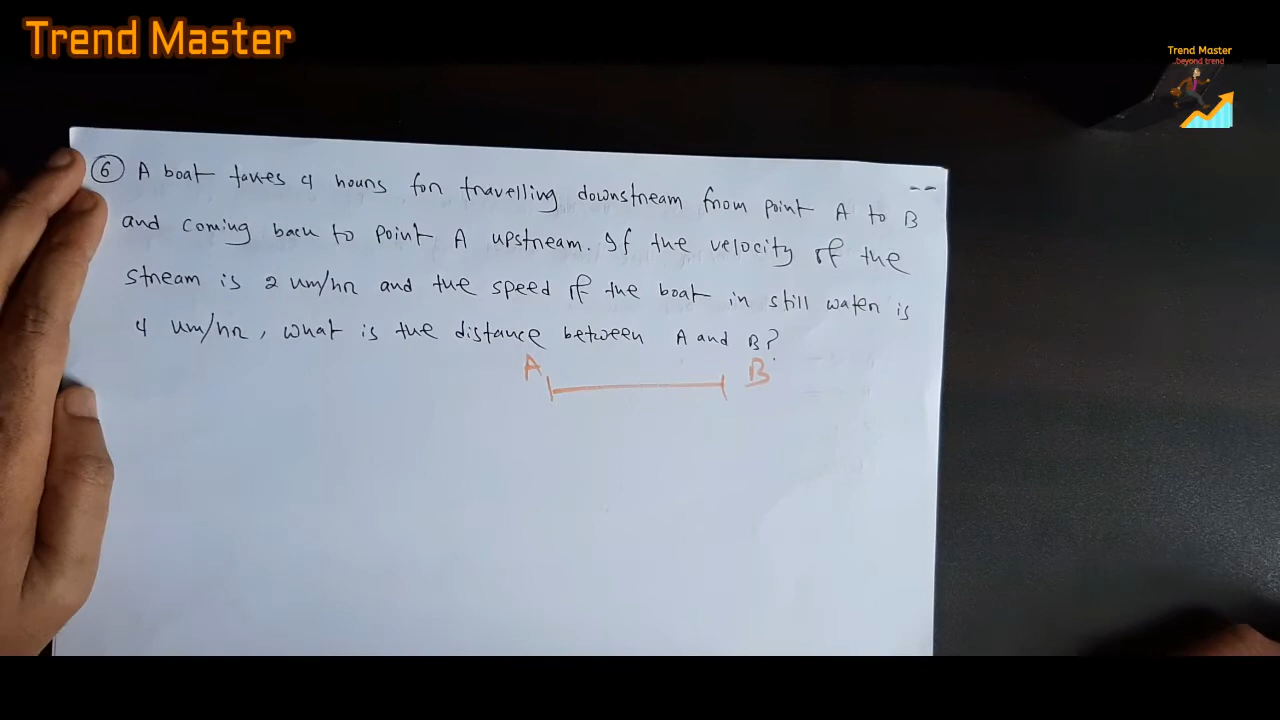 Trend Master
Trend Master
..beyond trend
6 A boat takes 4 hours for travelling downstream from point A to B
and coming back to point A upstream. If the velocity of the
stream is 2 km/hr and the speed of the boat in still water is
4 km/hr, what is the distance between A and B?
A B